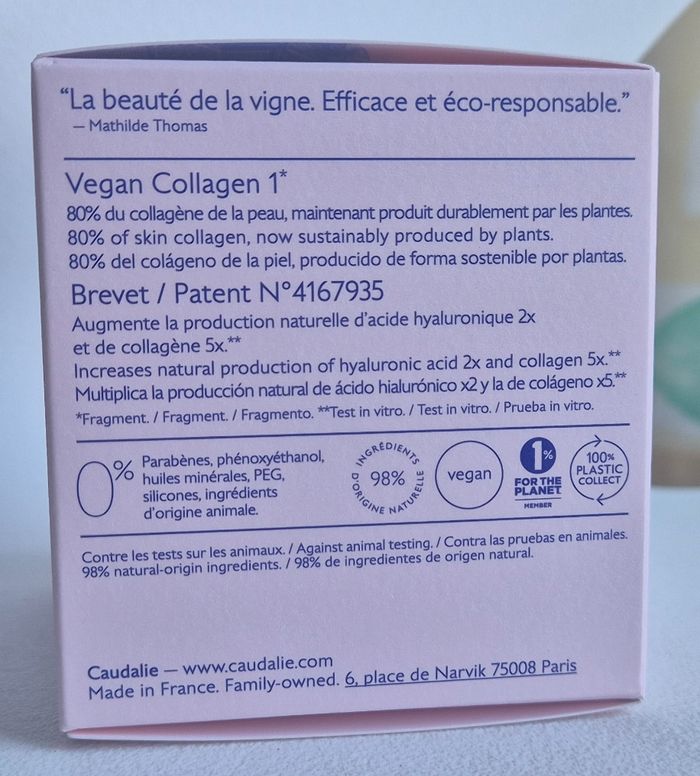 “La beauté de la vigne. Efficace et éco-responsable.”
— Mathilde Thomas
Vegan Collagen 1*
80% du collagène de la peau, maintenant produit durablement par les plantes.
80% of skin collagen, now sustainably produced by plants.
80% del colágeno de la piel, producido de forma sostenible por plantas.
Brevet / Patent N°4167935
Augmente la production naturelle d’acide hyaluronique 2x
et de collagène 5x.**
Increases natural production of hyaluronic acid 2x and collagen 5x.**
Multiplica la producción natural de ácido hialurónico x2 y la de colágeno x5.**
*Fragment. / Fragment. / Fragmento. **Test in vitro. / Test in vitro. / Prueba in vitro.
0%
Parabènes, phénoxyéthanol,
huiles minérales, PEG,
silicones, ingrédients
d’origine animale.
INGRÉDIENTS
98%
D'ORIGINE NATURELLE
vegan
1%
FOR THE
PLANET
MEMBER
100%
PLASTIC
COLLECT
Contre les tests sur les animaux. / Against animal testing. / Contra las pruebas en animales.
98% natural-origin ingredients. / 98% de ingredientes de origen natural.
Caudalie — www.caudalie.com
Made in France. Family-owned. 6, place de Narvik 75008 Paris